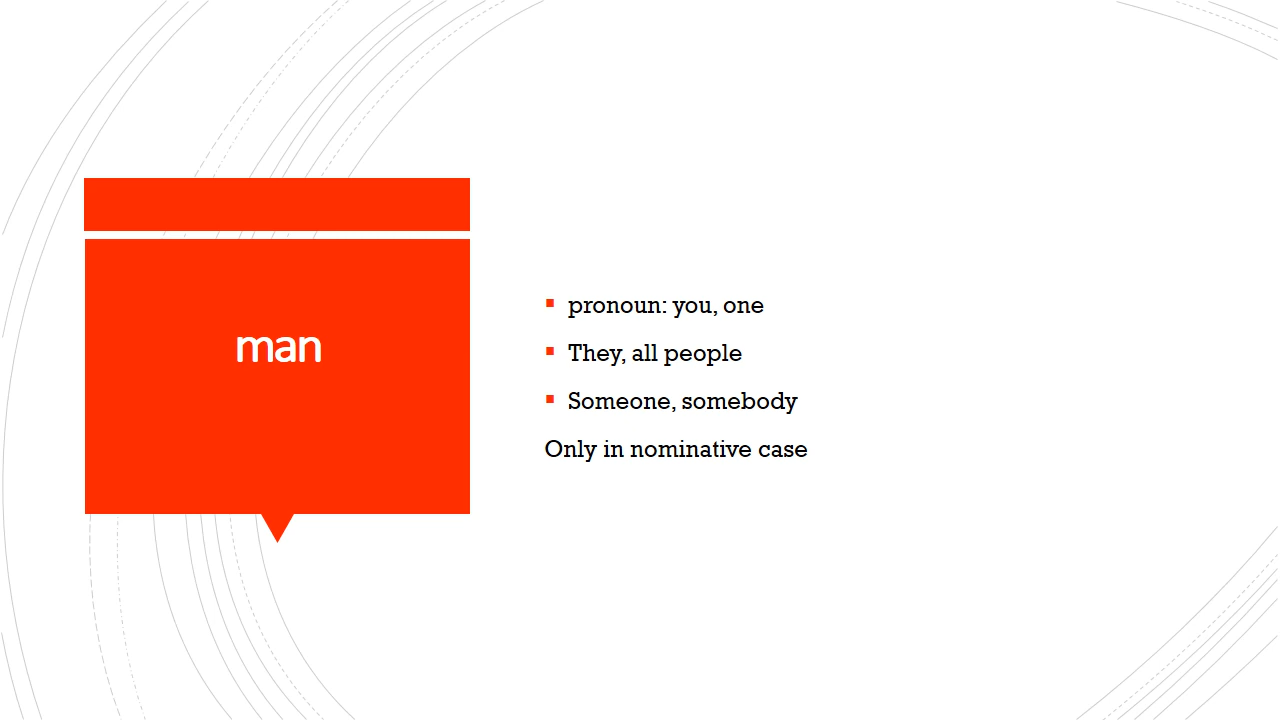 man
pronoun: you, one
They, all people
Someone, somebody
Only in nominative case